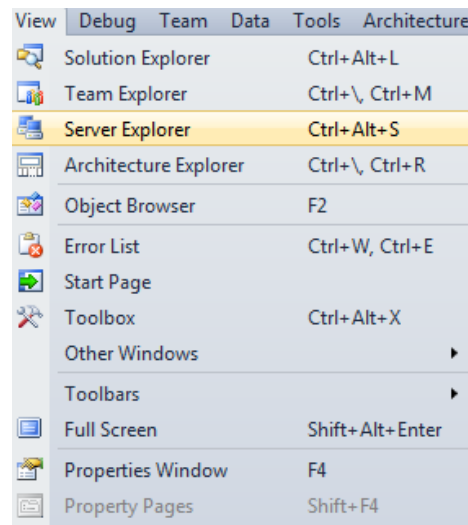 View Debug Team Data Tools Architecture
Solution Explorer Ctrl+Alt+L
Team Explorer Ctrl+\, Ctrl+M
Server Explorer Ctrl+Alt+S
Architecture Explorer Ctrl+\, Ctrl+R
Object Browser F2
Error List Ctrl+W, Ctrl+E
Start Page
Toolbox Ctrl+Alt+X
Other Windows
Toolbars
Full Screen Shift+Alt+Enter
Properties Window F4
Property Pages Shift+F4